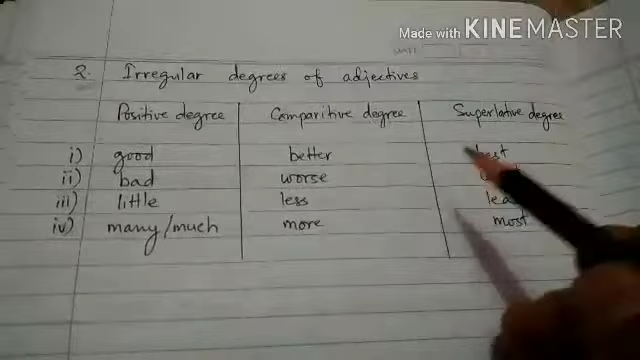 Made with KINEMASTER
2. Irregular degrees of adjectives
Positive degree Comparitive degree Superlative degree
i) good better best
ii) bad worse
iii) little less
iv) many/much more most